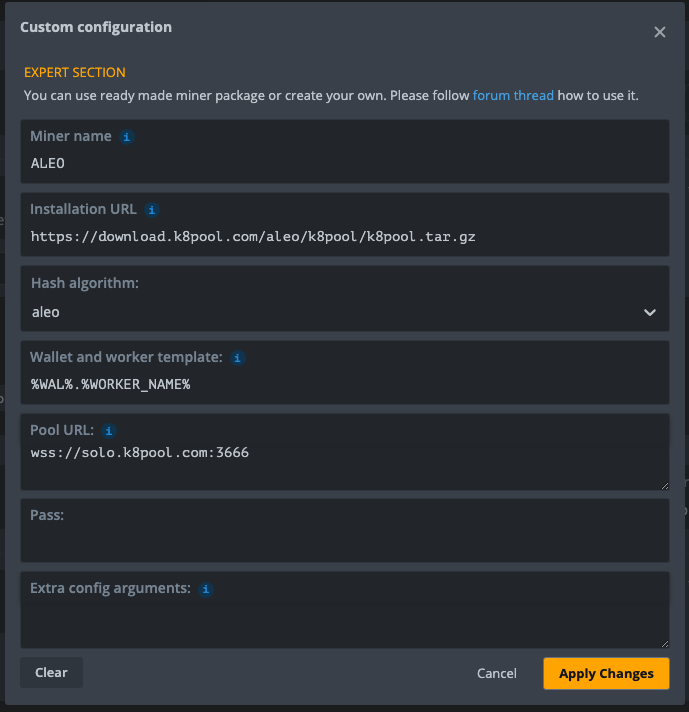 Custom configuration
EXPERT SECTION
You can use ready made miner package or create your own. Please follow forum thread how to use it.
Miner name
ALEO
Installation URL
https://download.k8pool.com/aleo/k8pool/k8pool.tar.gz
Hash algorithm:
aleo
Wallet and worker template:
%WAL%.%WORKER_NAME%
Pool URL:
wss://solo.k8pool.com:3666
Pass:
Extra config arguments:
Clear
Cancel
Apply Changes